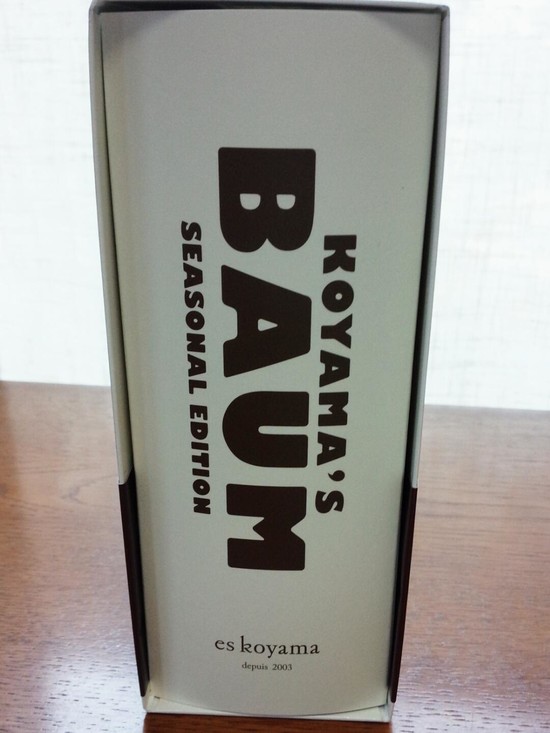 KOYAMA'S
BAUM
SEASONAL EDITION
es koyama
depuis 2003